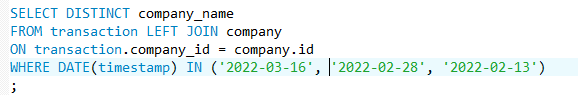 SELECT DISTINCT company_name
FROM transaction LEFT JOIN company
ON transaction.company_id = company.id
WHERE DATE(timestamp) IN ('2022-03-16', '2022-02-28', '2022-02-13')
;